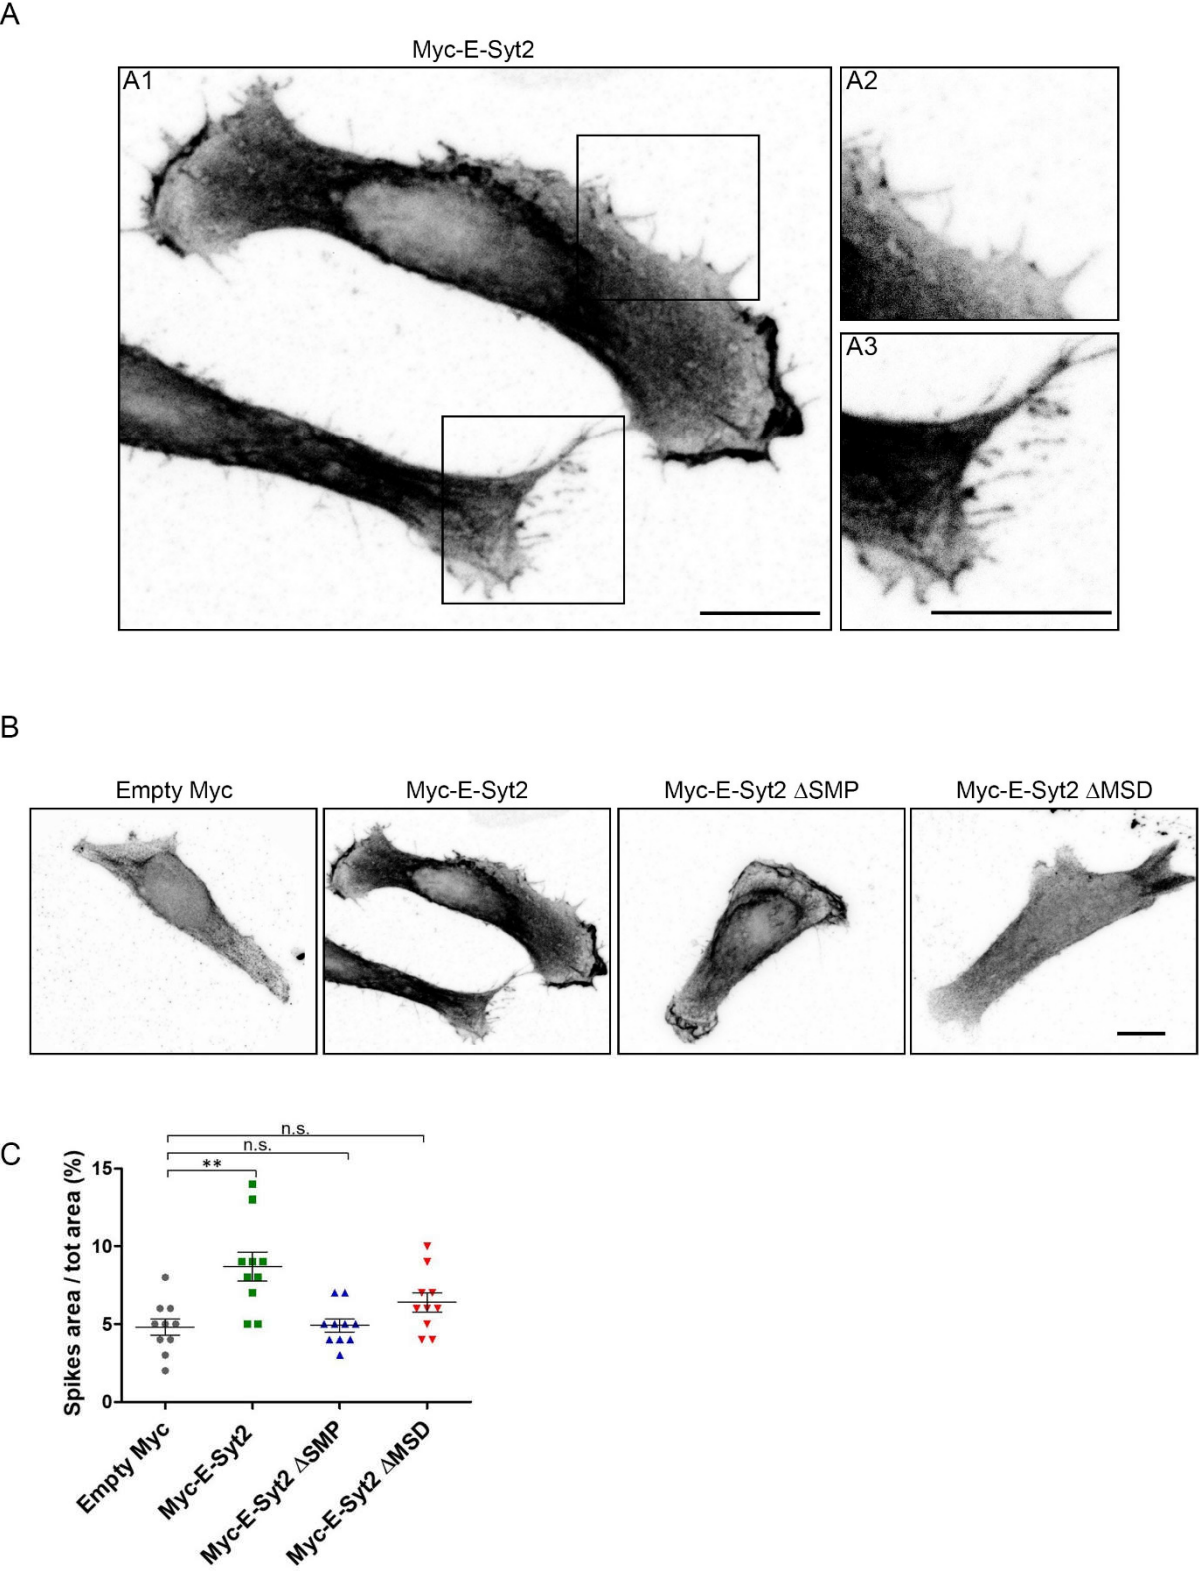 A
Myc-E-Syt2
A1
A2
A3
B
Empty Myc
Myc-E-Syt2
Myc-E-Syt2 ΔSMP
Myc-E-Syt2 ΔMSD
C
n.s.
n.s.
**
Spikes area / tot area (%)
15
10
5
0
Empty Myc
Myc-E-Syt2
Myc-E-Syt2 ΔSMP
Myc-E-Syt2 ΔMSD